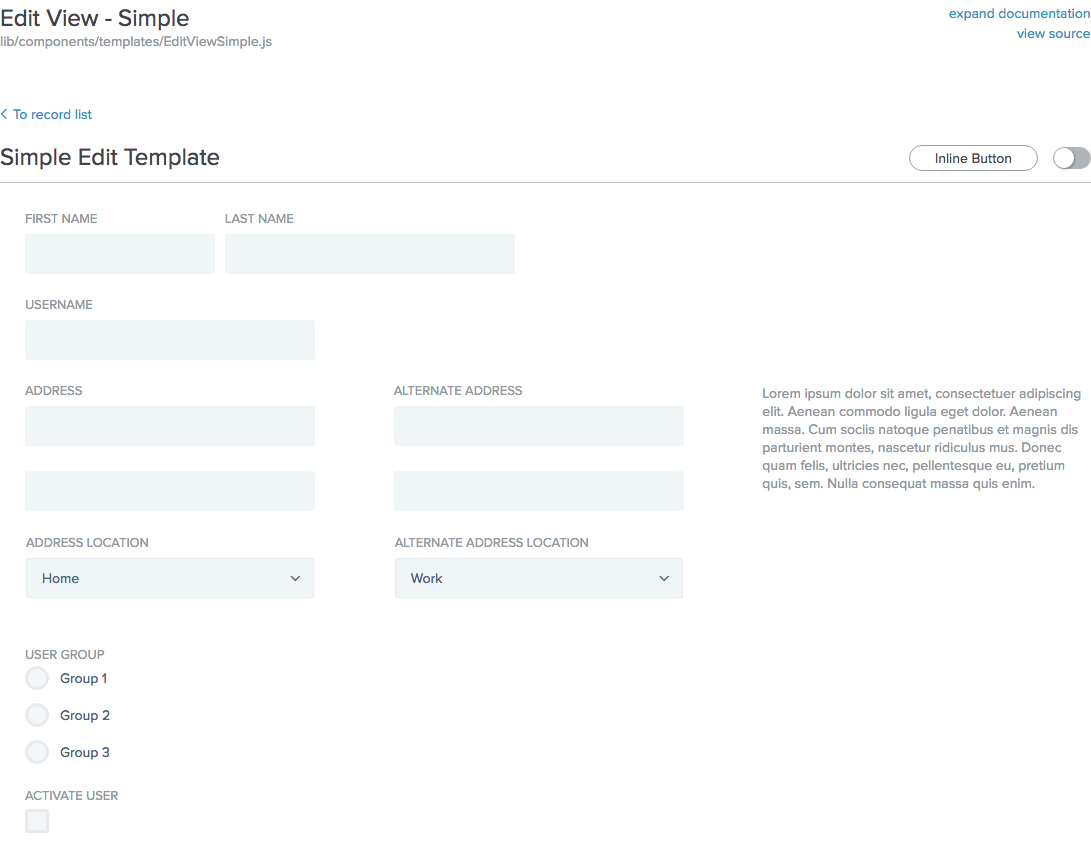 Edit View - Simple
expand documentation
lib/components/templates/EditViewSimple.js
view source
To record list
Simple Edit Template
Inline Button
FIRST NAME
LAST NAME
USERNAME
ADDRESS
ALTERNATE ADDRESS
Lorem ipsum dolor sit amet, consectetuer adipiscing
elit. Aenean commodo ligula eget dolor. Aenean
massa. Cum sociis natoque penatibus et magnis dis
parturient montes, nascetur ridiculus mus. Donec
quam felis, ultricies nec, pellentesque eu, pretium
quis, sem. Nulla consequat massa quis enim.
ADDRESS LOCATION
ALTERNATE ADDRESS LOCATION
Home
Work
USER GROUP
Group 1
Group 2
Group 3
ACTIVATE USER